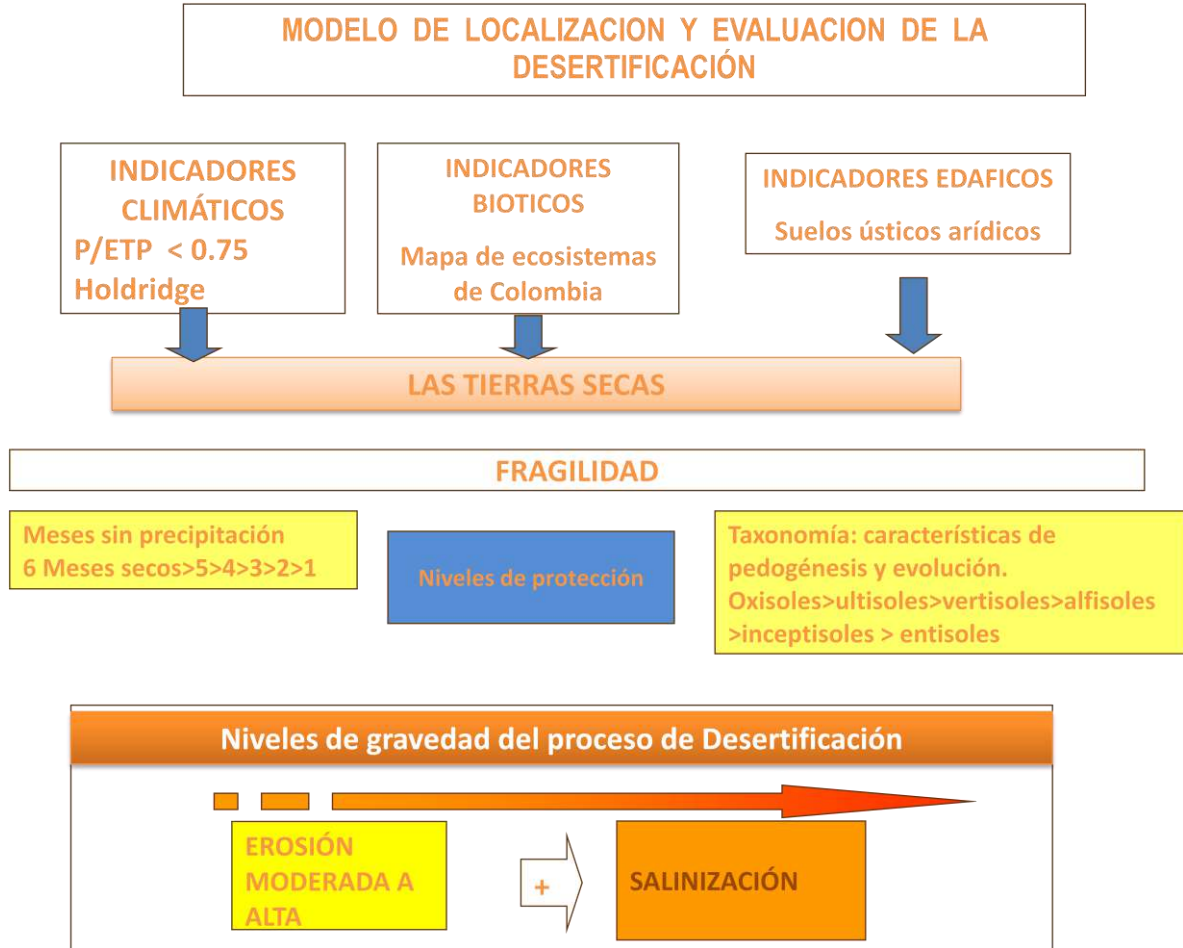 MODELO DE LOCALIZACION Y EVALUACION DE LA
DESERTIFICACIÓN
INDICADORES
CLIMÁTICOS
P/ETP < 0.75
Holdridge
INDICADORES
BIOTICOS
Mapa de ecosistemas
de Colombia
INDICADORES EDAFICOS
Suelos ústicos arídicos
LAS TIERRAS SECAS
FRAGILIDAD
Meses sin precipitación
6 Meses secos>5>4>3>2>1
Niveles de protección
Taxonomía: características de
pedogénesis y evolución.
Oxisoles>ultisoles>vertisoles>alfisoles
>inceptisoles > entisoles
Niveles de gravedad del proceso de Desertificación
EROSIÓN
MODERADA A
ALTA
+
SALINIZACIÓN